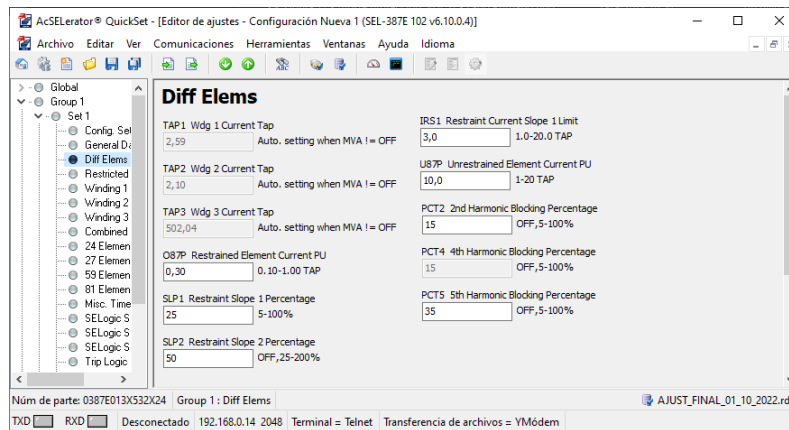 AcSELerator® QuickSet - [Editor de ajustes - Configuración Nueva 1 (SEL-387E 102 v6.10.0.4)]
Archivo Editar Ver Comunicaciones Herramientas Ventanas Ayuda Idioma
Global
Group 1
Set 1
Config. Set
General Da
Diff Elems
Restricted
Winding 1
Winding 2
Winding 3
Combined
24 Elemen
27 Elemen
59 Elemen
81 Elemen
Misc. Time
SELogic S
SELogic S
SELogic S
Trip Logic
Diff Elems
TAP1 Wdg 1 Current Tap
2,59 Auto. setting when MVA != OFF
TAP2 Wdg 2 Current Tap
2,10 Auto. setting when MVA != OFF
TAP3 Wdg 3 Current Tap
502,04 Auto. setting when MVA != OFF
O87P Restrained Element Current PU
0,30 0.10-1.00 TAP
SLP1 Restraint Slope 1 Percentage
25 5-100%
SLP2 Restraint Slope 2 Percentage
50 OFF,25-200%
IRS1 Restraint Current Slope 1 Limit
3,0 1.0-20.0 TAP
U87P Unrestrained Element Current PU
10,0 1-20 TAP
PCT2 2nd Harmonic Blocking Percentage
15 OFF,5-100%
PCT4 4th Harmonic Blocking Percentage
15 OFF,5-100%
PCT5 5th Harmonic Blocking Percentage
35 OFF,5-100%
Núm de parte: 0387E013X532X24 Group 1 : Diff Elems AJUST_FINAL_01_10_2022.rd
TXD RXD Desconectado 192.168.0.14 2048 Terminal = Telnet Transferencia de archivos = YMódem